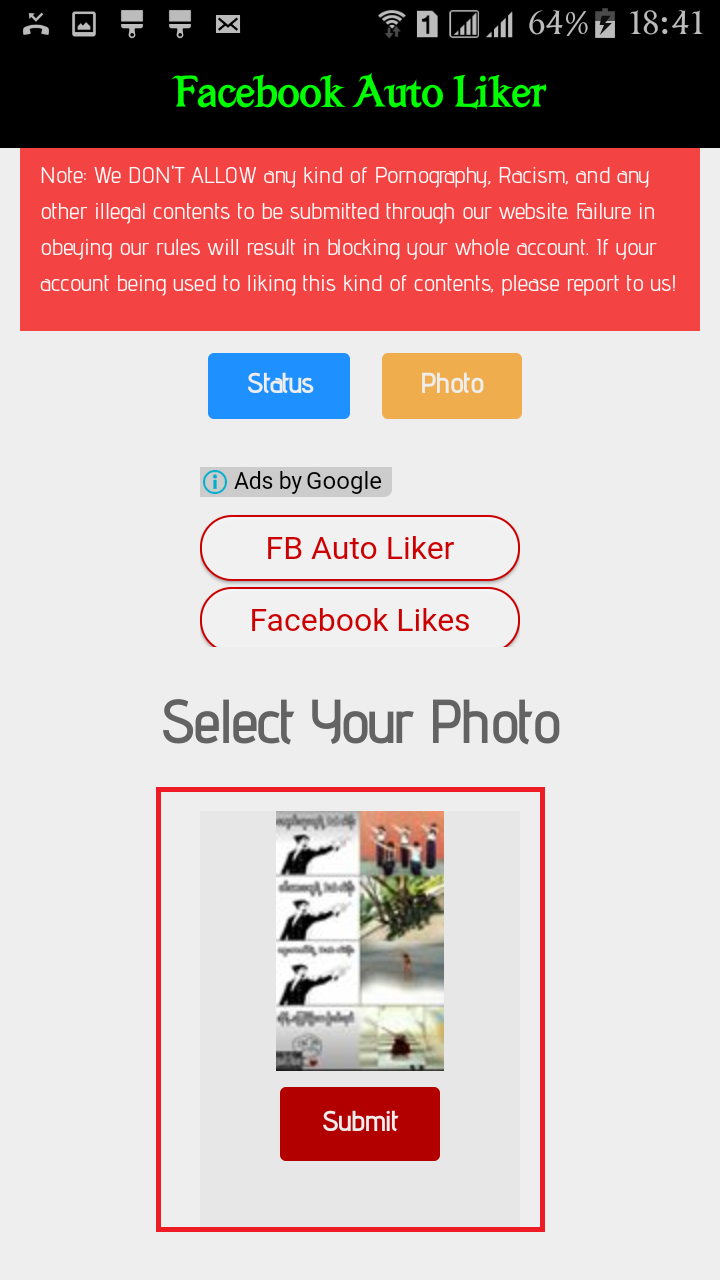 64% 18:41
Facebook Auto Liker
Note: We DON'T ALLOW any kind of Pornography, Racism, and any
other illegal contents to be submitted through our website. Failure in
obeying our rules will result in blocking your whole account. If your
account being used to liking this kind of contents, please report to us!
Status Photo
Ads by Google
FB Auto Liker
Facebook Likes
Select Your Photo
Submit